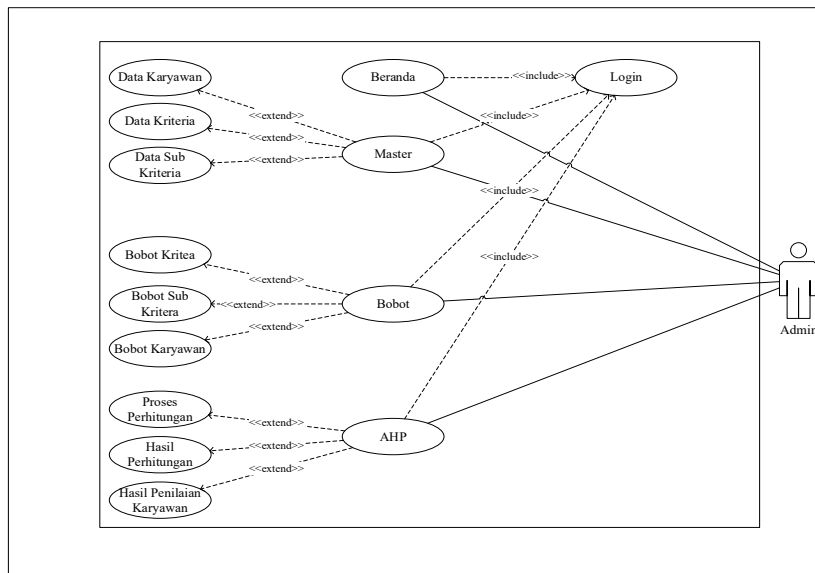 Data Karyawan
Beranda
<<include>>
Login
<<extend>>
<<include>>
Data Kriteria
<<extend>>
Data Sub
Kriteria
<<extend>>
Master
<<include>>
Bobot Kritea
<<include>>
<<extend>>
Bobot Sub
Kritera
<<extend>>
Bobot
<<extend>>
Bobot Karyawan
Admin
Proses
Perhitungan
<<extend>>
AHP
Hasil
Perhitungan
<<extend>>
<<extend>>
Hasil Penilaian
Karyawan